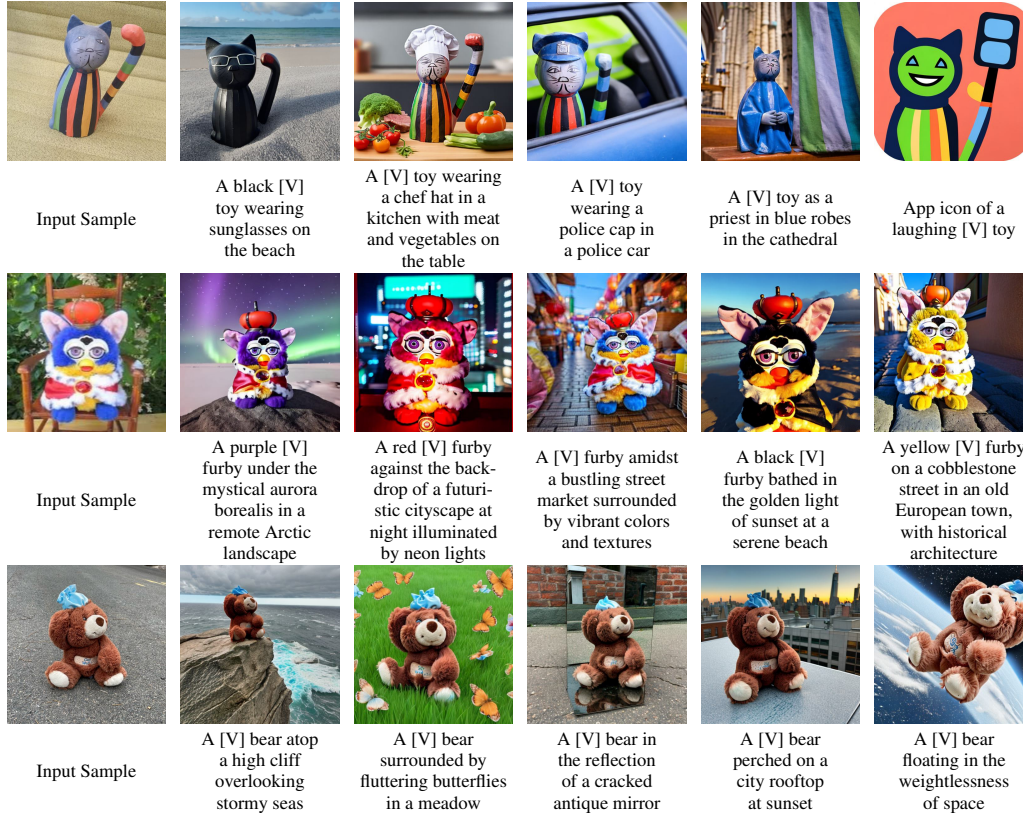 Input Sample
A black [V]
toy wearing
sunglasses on
the beach
A [V] toy wearing
a chef hat in a
kitchen with meat
and vegetables on
the table
A [V] toy
wearing a
police cap in
a police car
A [V] toy as a
priest in blue robes
in the cathedral
App icon of a
laughing [V] toy
Input Sample
A purple [V]
furby under the
mystical aurora
borealis in a
remote Arctic
landscape
A red [V] furby
against the back-
drop of a futuri-
stic cityscape at
night illuminated
by neon lights
A [V] furby amidst
a bustling street
market surrounded
by vibrant colors
and textures
A black [V]
furby bathed in
the golden light
of sunset at a
serene beach
A yellow [V] furby
on a cobblestone
street in an old
European town,
with historical
architecture
Input Sample
A [V] bear atop
a high cliff
overlooking
stormy seas
A [V] bear
surrounded by
fluttering butterflies
in a meadow
A [V] bear in
the reflection
of a cracked
antique mirror
A [V] bear
perched on a
city rooftop
at sunset
A [V] bear
floating in the
weightlessness
of space